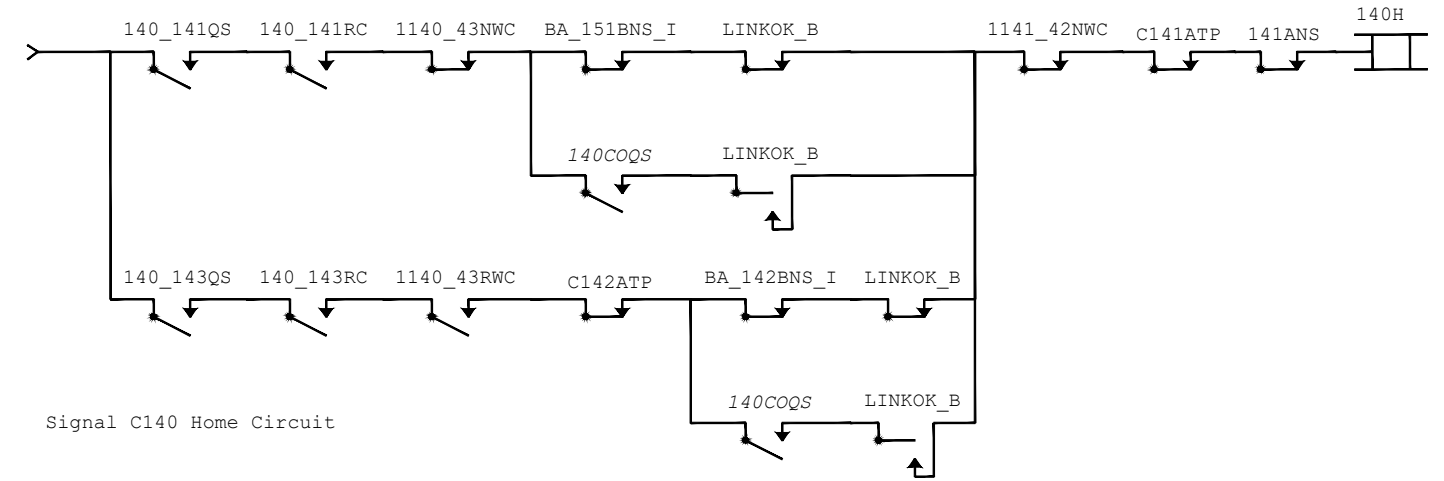 140H
140_141QS 140_141RC 1140_43NWC BA_151BNS_I LINKOK_B 1141_42NWC C141ATP 141ANS
140COQS LINKOK_B
140_143QS 140_143RC 1140_43RWC C142ATP BA_142BNS_I LINKOK_B
140COQS LINKOK_B
Signal C140 Home Circuit